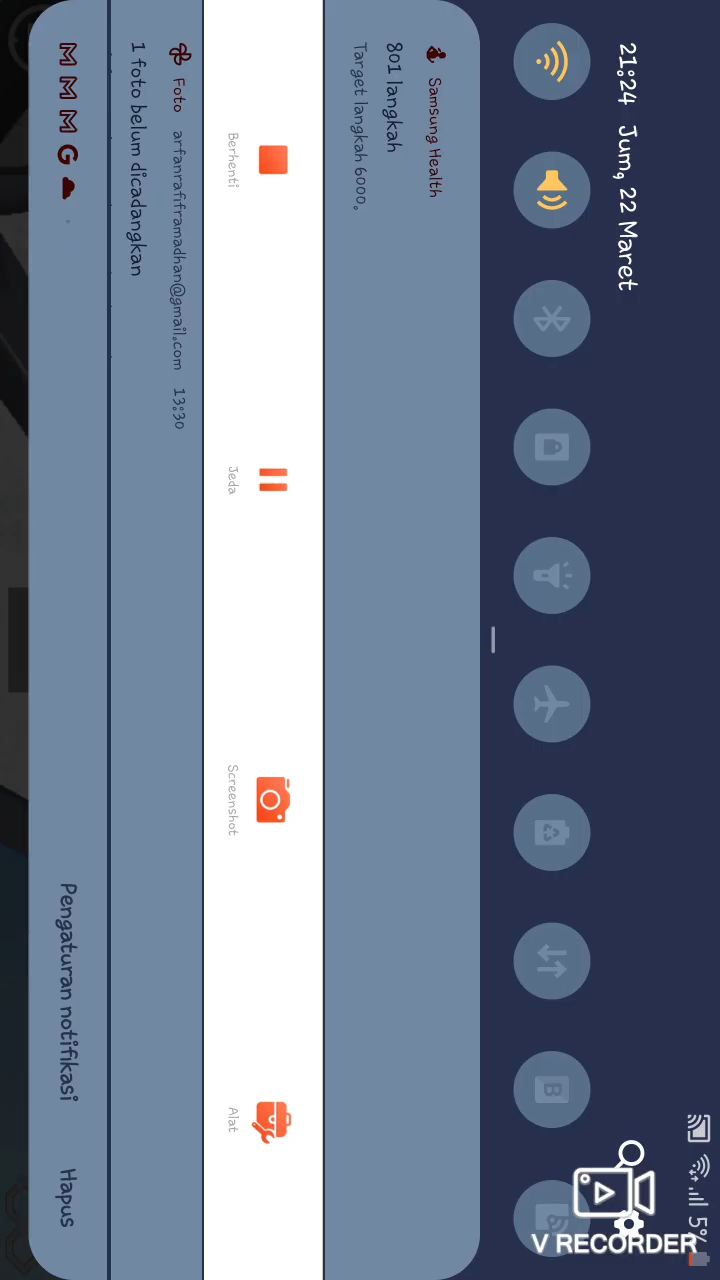 21:24 Jum, 22 Maret
5%
Samsung Health
801 langkah
Target langkah 6000.
Berhenti
Jeda
Screenshot
Alat
Foto arfanrafiframadhan@gmail.com 13:30
1 foto belum dicadangkan
Pengaturan notifikasi
Hapus
V RECORDER